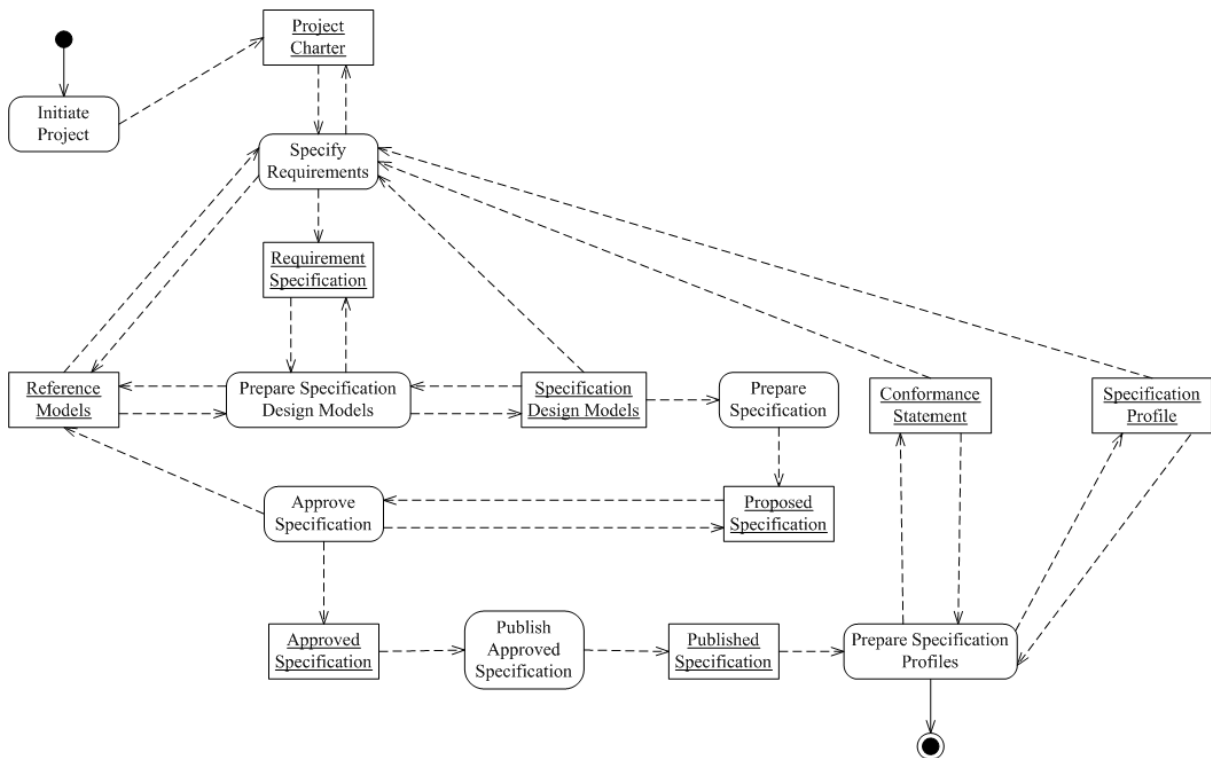 Project
Charter
Initiate
Project
Specify
Requirements
Requirement
Specification
Reference
Models
Prepare Specification
Design Models
Specification
Design Models
Prepare
Specification
Conformance
Statement
Specification
Profile
Approve
Specification
Proposed
Specification
Approved
Specification
Publish
Approved
Specification
Published
Specification
Prepare Specification
Profiles